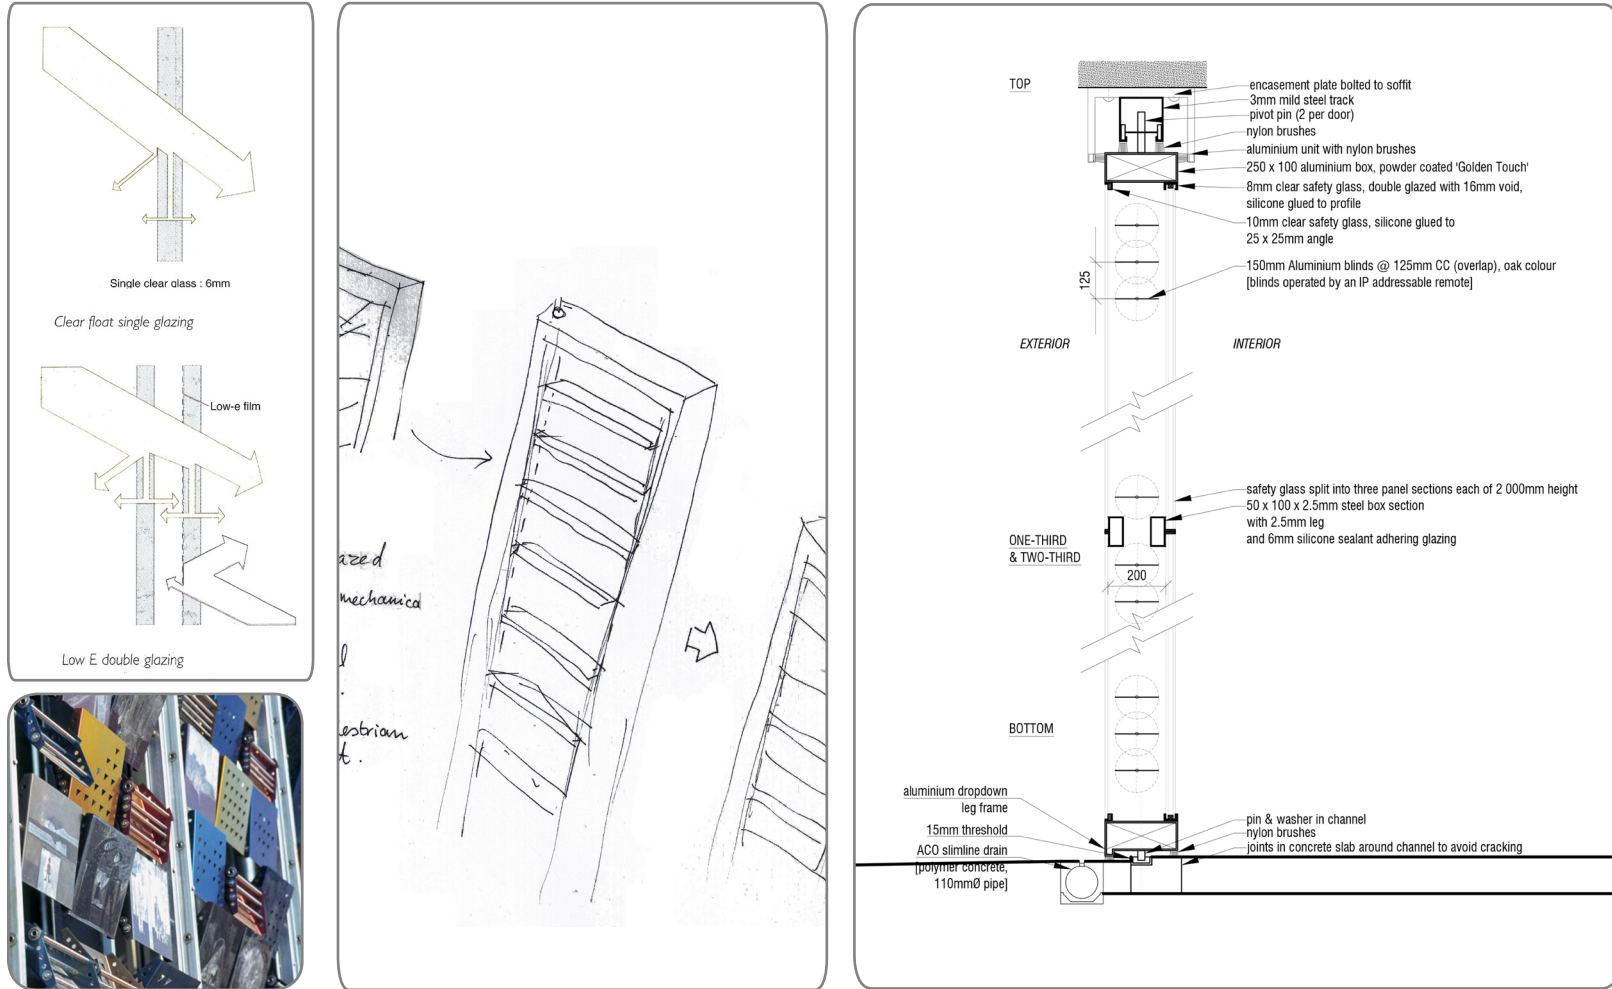 Single clear glass : 6mm
Clear float single glazing
Low-e film
Low E double glazing
azed
mechanica
l
.
estrian
t.
TOP
encasement plate bolted to soffit
3mm mild steel track
pivot pin (2 per door)
nylon brushes
aluminium unit with nylon brushes
250 x 100 aluminium box, powder coated 'Golden Touch'
8mm clear safety glass, double glazed with 16mm void,
silicone glued to profile
10mm clear safety glass, silicone glued to
25 x 25mm angle
150mm Aluminium blinds @ 125mm CC (overlap), oak colour
[blinds operated by an IP addressable remote]
125
EXTERIOR
INTERIOR
safety glass split into three panel sections each of 2 000mm height
50 x 100 x 2.5mm steel box section
with 2.5mm leg
and 6mm silicone sealant adhering glazing
ONE-THIRD
& TWO-THIRD
200
BOTTOM
aluminium dropdown
leg frame
15mm threshold
ACO slimline drain
[polymer concrete,
110mmØ pipe]
pin & washer in channel
nylon brushes
joints in concrete slab around channel to avoid cracking